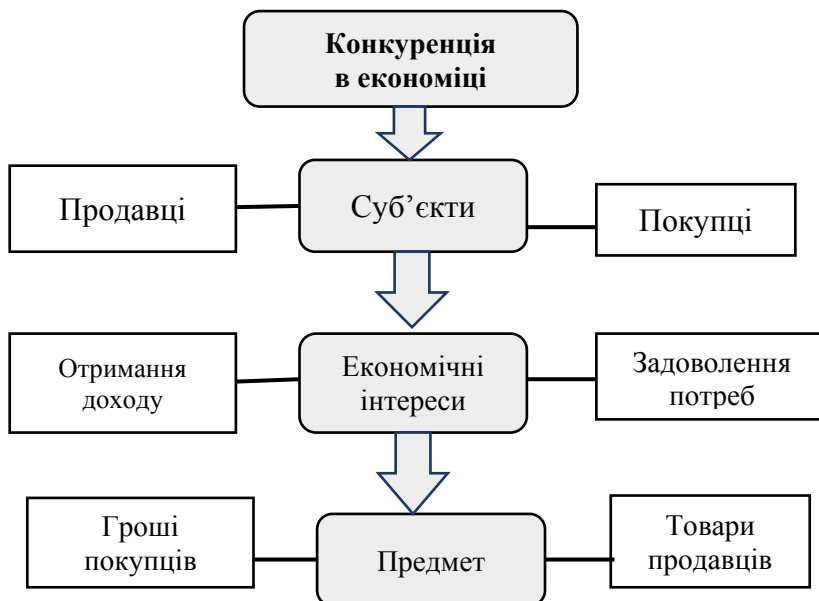 Конкуренція
в економіці
Продавці
Суб’єкти
Покупці
Отримання
доходу
Економічні
інтереси
Задоволення
потреб
Гроші
покупців
Предмет
Товари
продавців